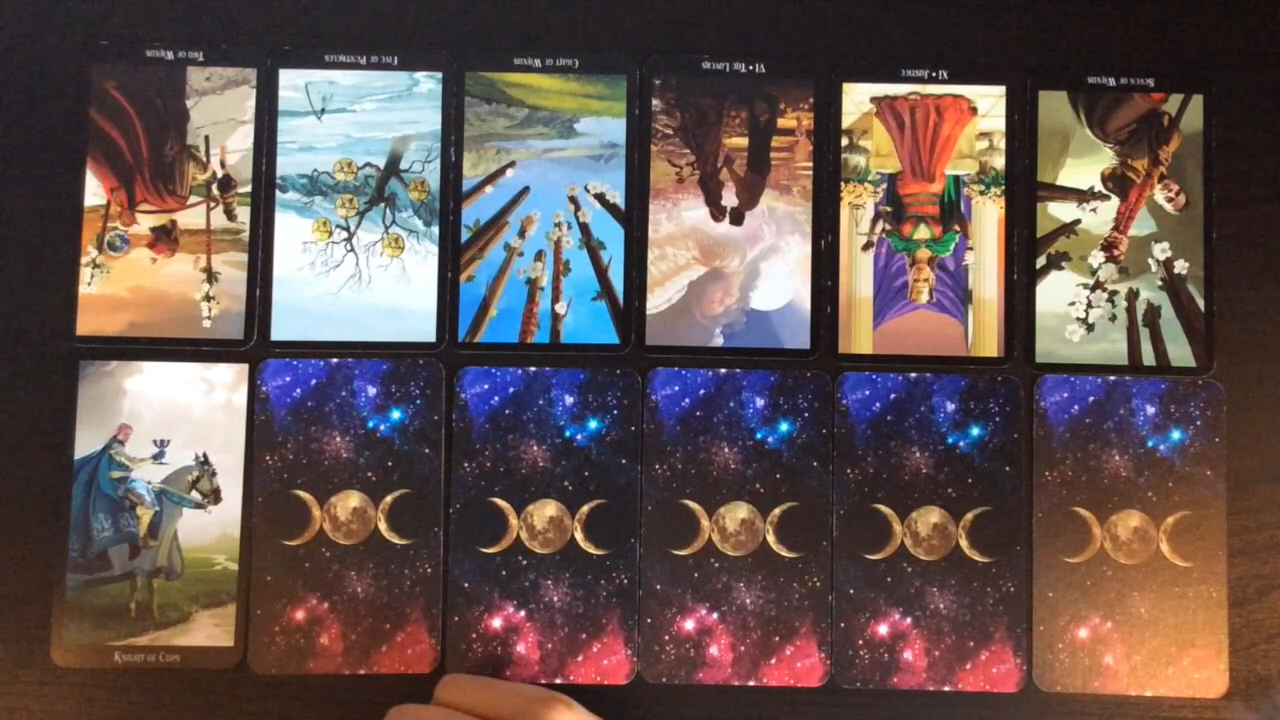 Two of Wands
Five of Pentacles
Eight of Wands
VI • The Lovers
XI • Justice
Seven of Wands
Knight of Cups